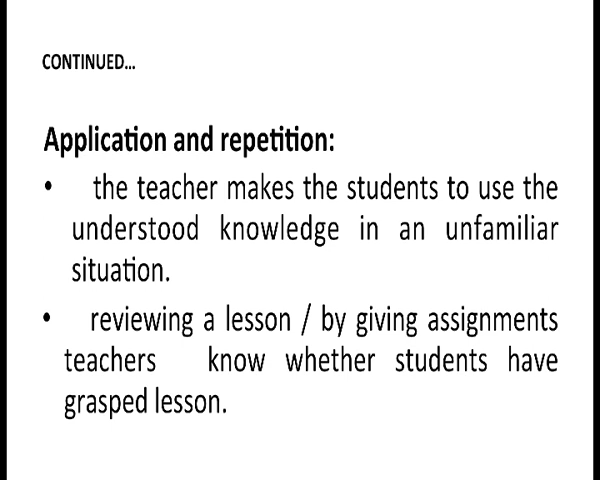 CONTINUED...
Application and repetition:
• the teacher makes the students to use the
understood knowledge in an unfamiliar
situation.
• reviewing a lesson / by giving assignments
teachers know whether students have
grasped lesson.